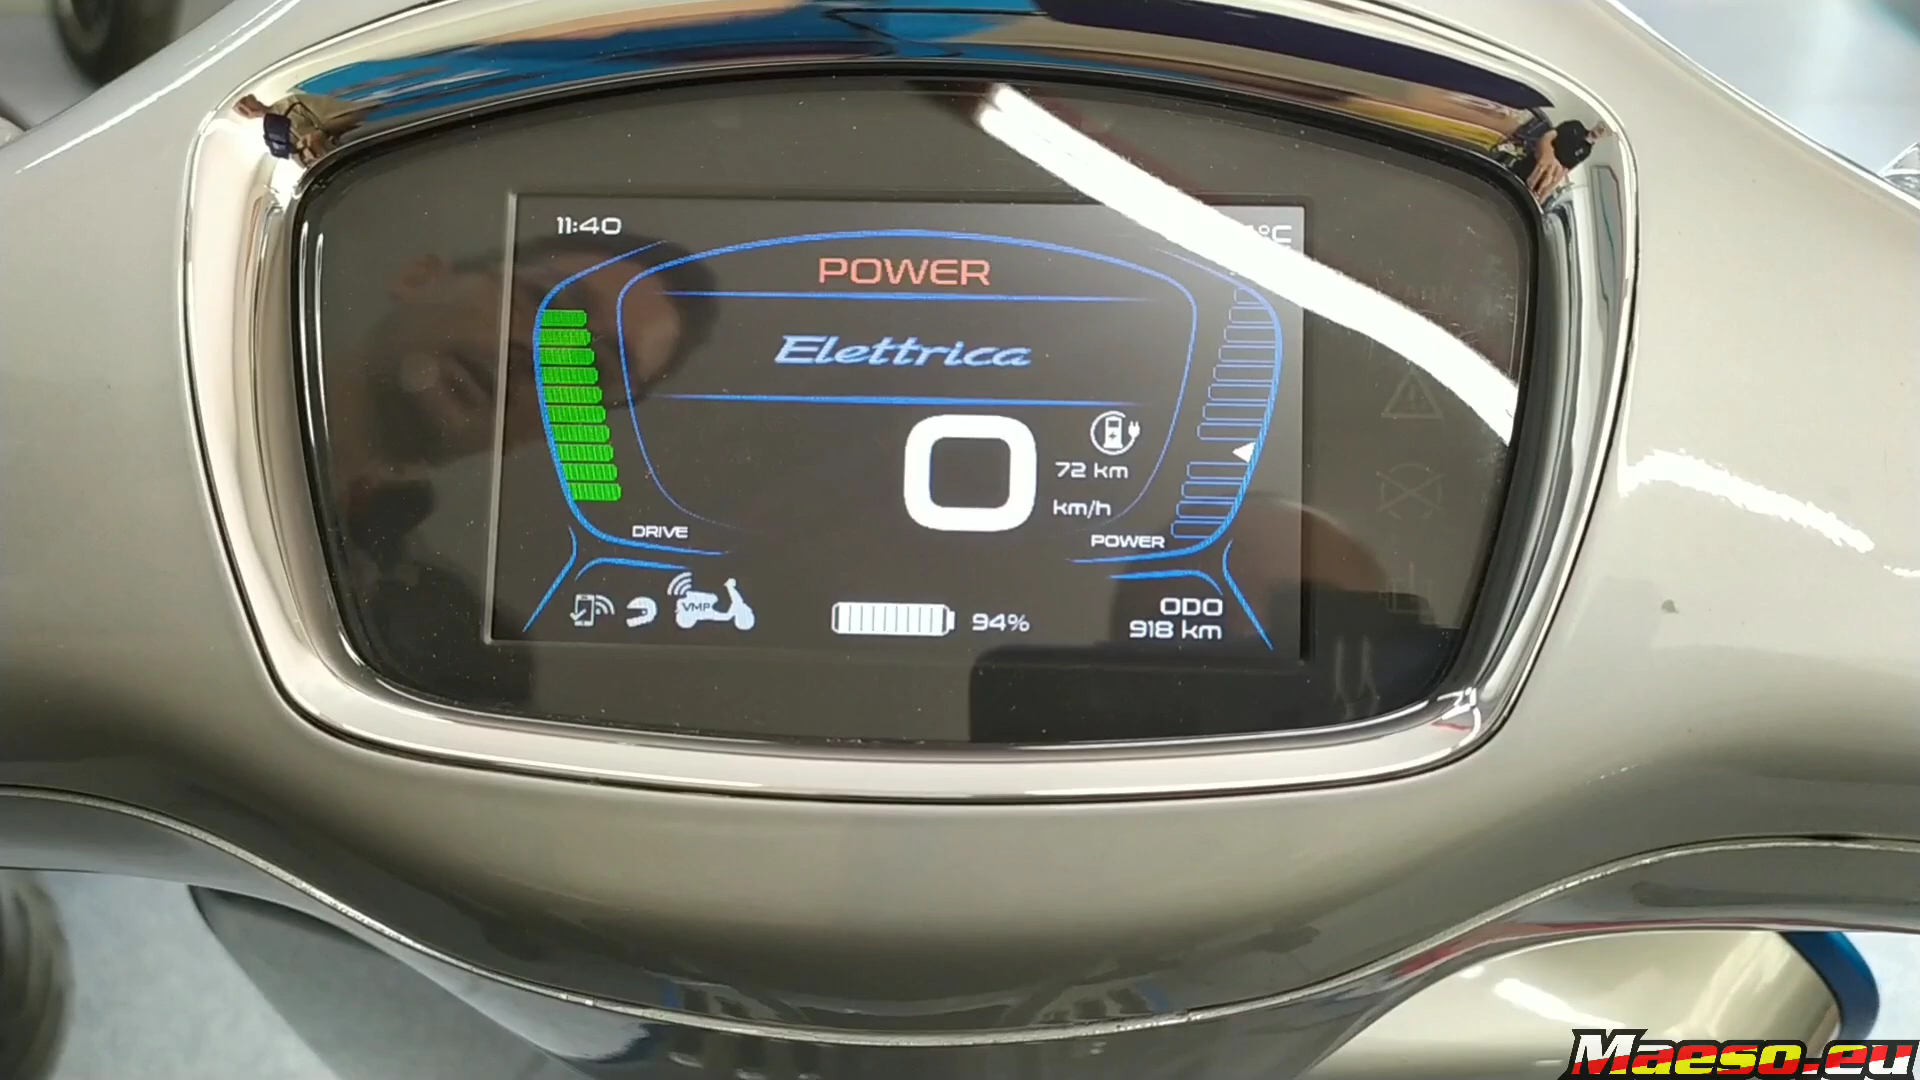 11:40
°C
POWER
Elettrica
0
72 km
km/h
DRIVE
POWER
VMP
94%
ODO
918 km
Maeso.eu